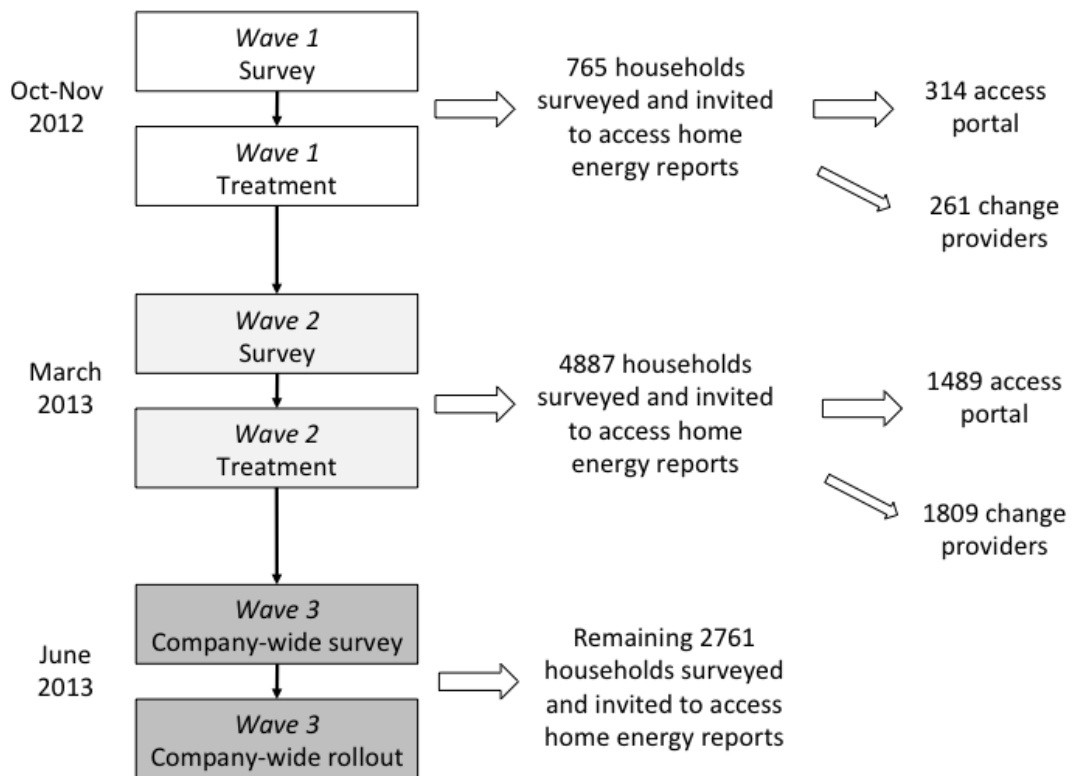 Oct-Nov
2012
Wave 1
Survey
Wave 1
Treatment
765 households
surveyed and invited
to access home
energy reports
314 access
portal
261 change
providers
March
2013
Wave 2
Survey
Wave 2
Treatment
4887 households
surveyed and invited
to access home
energy reports
1489 access
portal
1809 change
providers
June
2013
Wave 3
Company-wide survey
Wave 3
Company-wide rollout
Remaining 2761
households surveyed
and invited to access
home energy reports